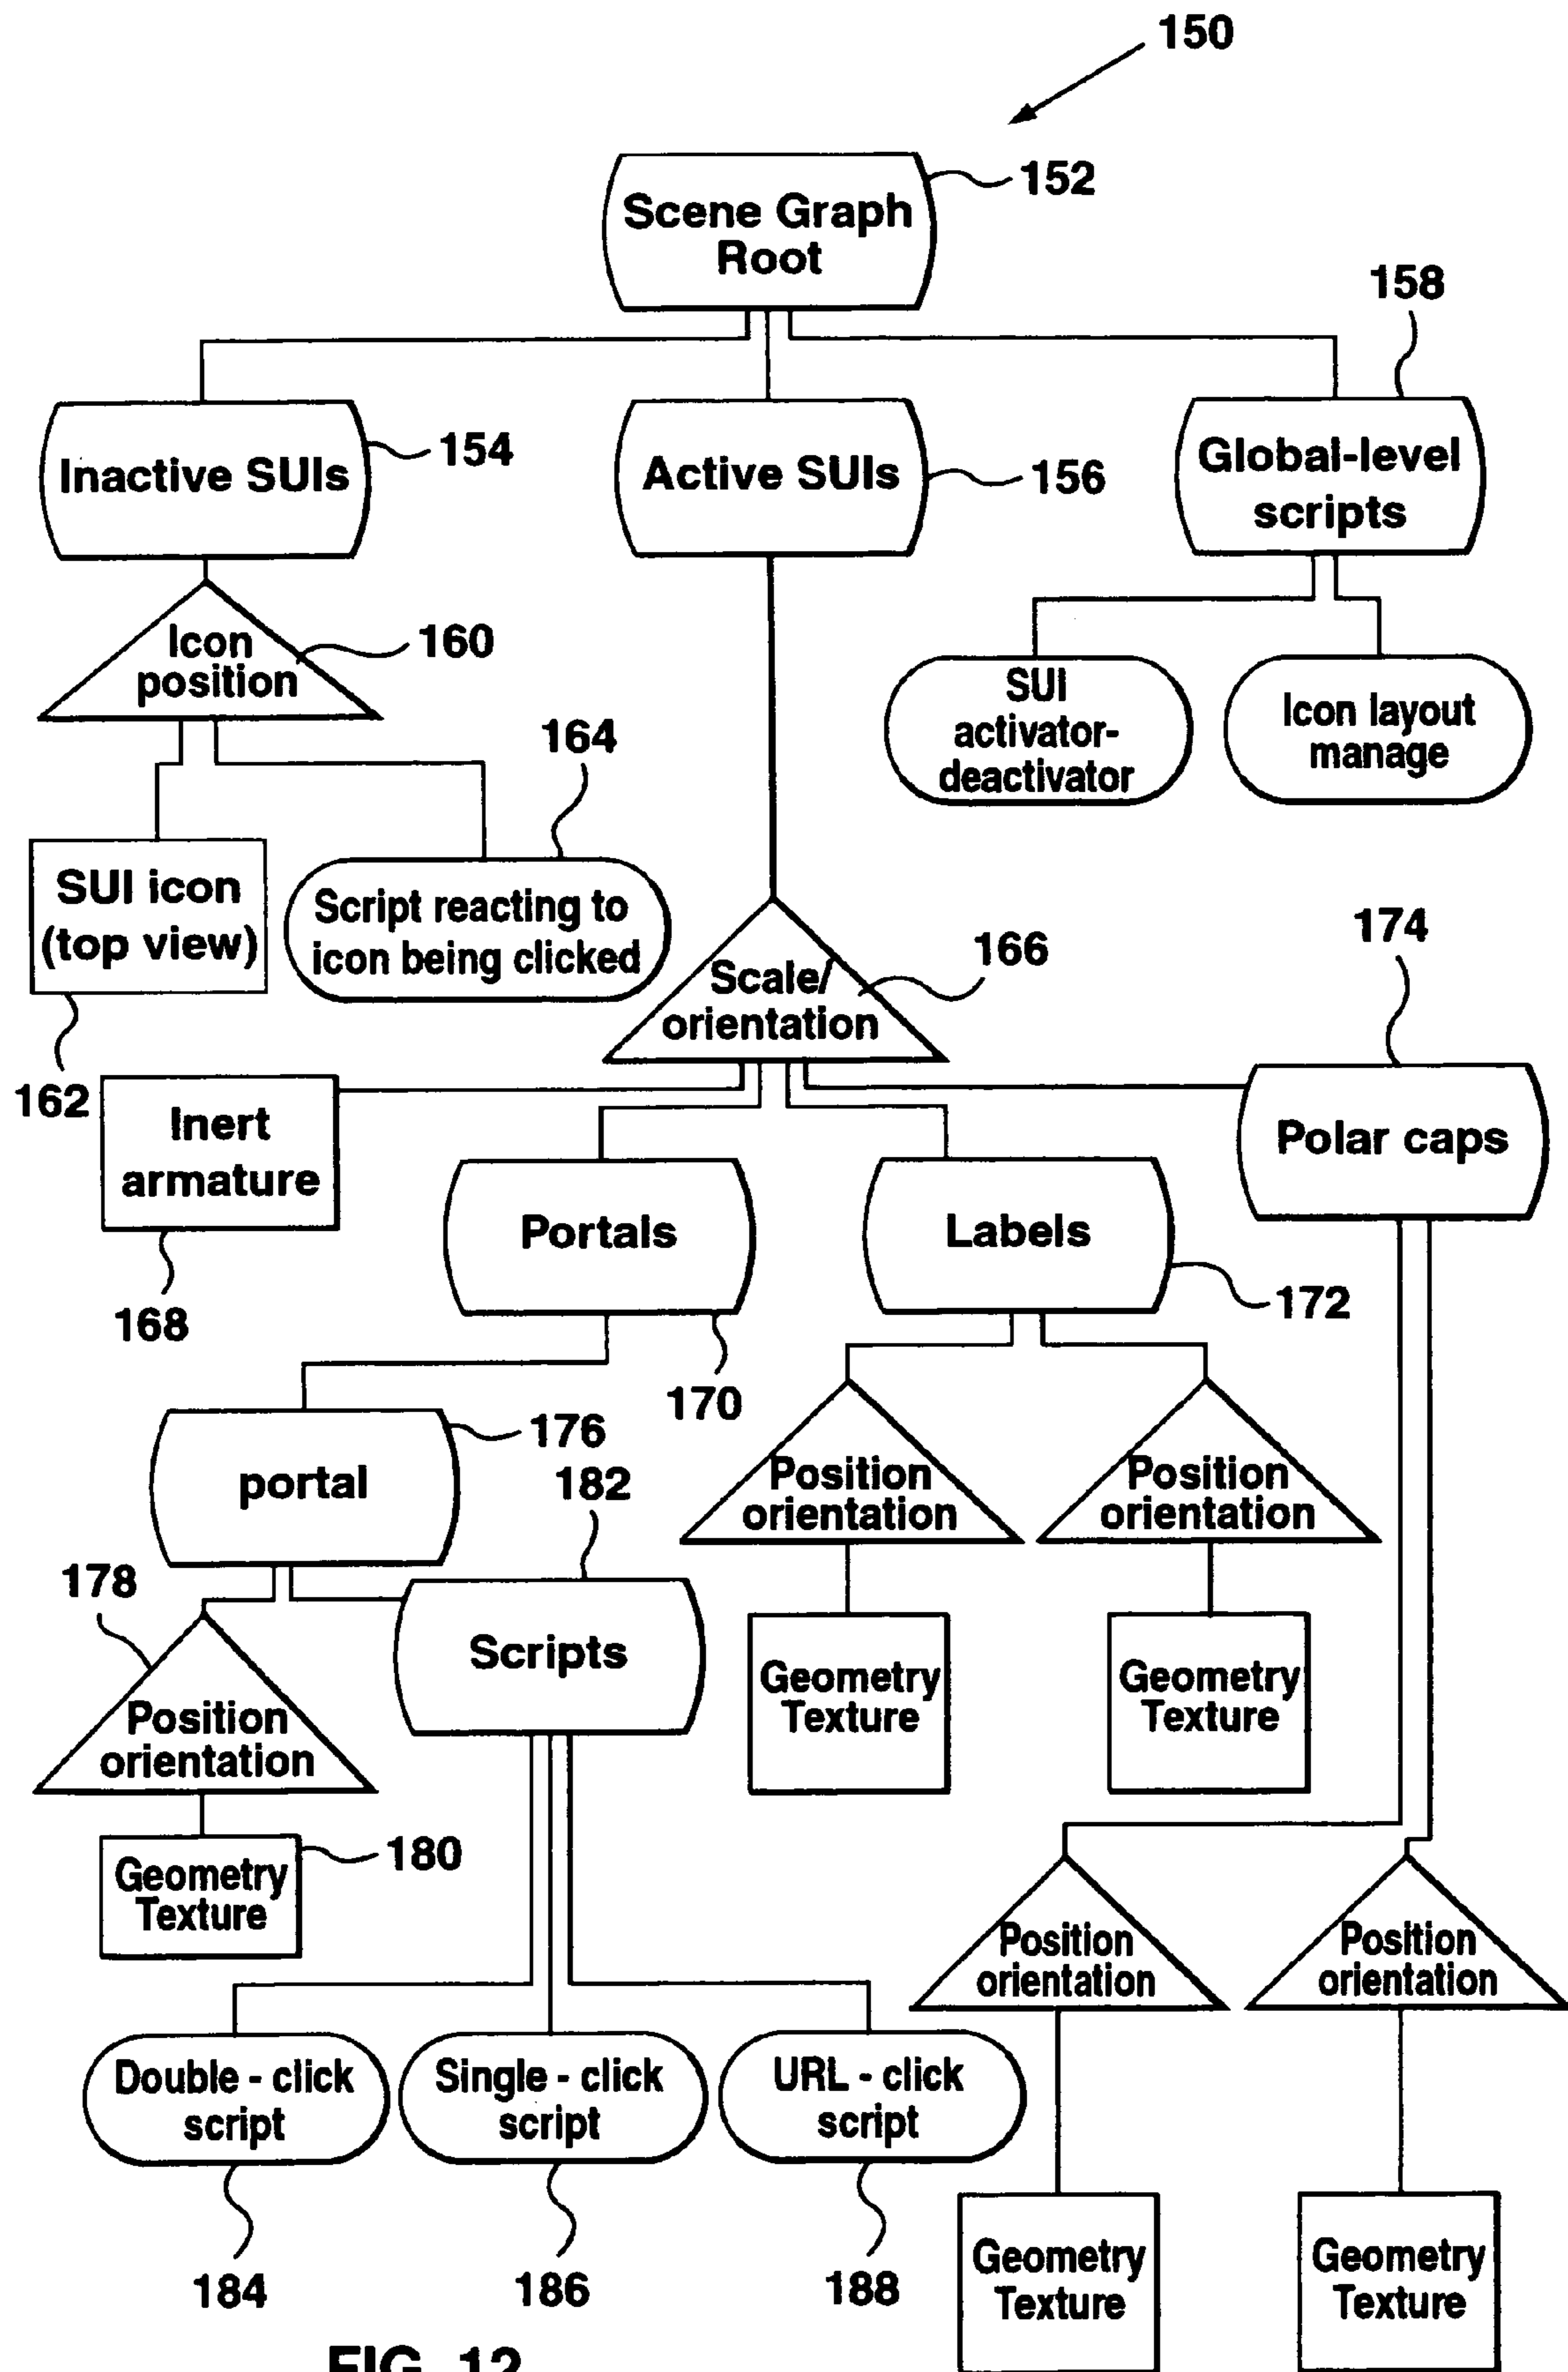 150
Scene Graph
Root
152
158
Inactive SUIs
154
Active SUIs
156
Global-level
scripts
Icon
position
160
SUI
activator-
deactivator
Icon layout
manage
164
SUI icon
(top view)
Script reacting to
icon being clicked
162
Scale/
orientation
166
174
Inert
armature
168
Portals
170
Labels
172
Polar caps
portal
176
182
178
Position
orientation
Scripts
Position
orientation
Position
orientation
Geometry
Texture
Geometry
Texture
Geometry
Texture
180
Position
orientation
Position
orientation
Double - click
script
Single - click
script
URL - click
script
184
186
188
Geometry
Texture
Geometry
Texture
FIG. 12